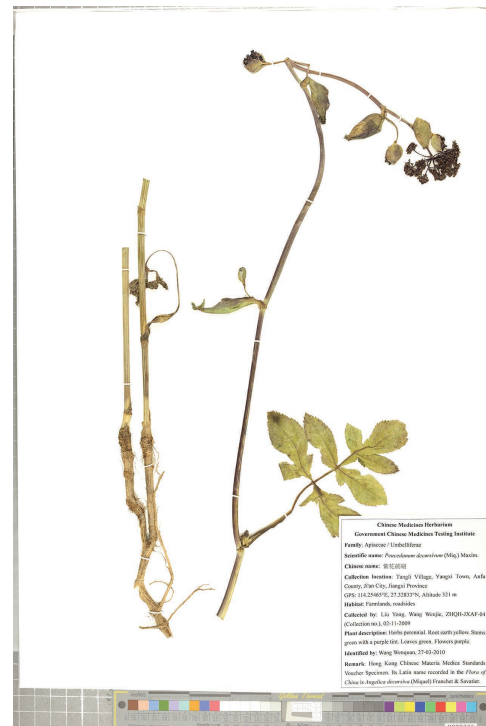 Chinese Medicines Herbarium
Government Chinese Medicines Testing Institute
Family: Apiaceae / Umbelliferae
Scientific name: Peucedanum decursivum (Miq.) Maxim.
Chinese name: 紫花前胡
Collection location: Tangli Village, Yangxi Town, Anfu
County, Ji'an City, Jiangxi Province
GPS: 114.25465°E, 27.32833°N; Altitude 321 m
Habitat: Farmlands, roadsides
Collected by: Liu Yong, Wang Wenjie, ZHQH-JXAF-04
(Collection no.), 02-11-2009
Plant description: Herbs perennial. Root earth yellow. Stems
green with a purple tint. Leaves green. Flowers purple.
Identified by: Wang Wenquan, 27-03-2010
Remark: Hong Kong Chinese Materia Medica Standards
Voucher Specimen. Its Latin name recorded in the Flora of
China is Angelica decursiva (Miquel) Franchet & Savatier.